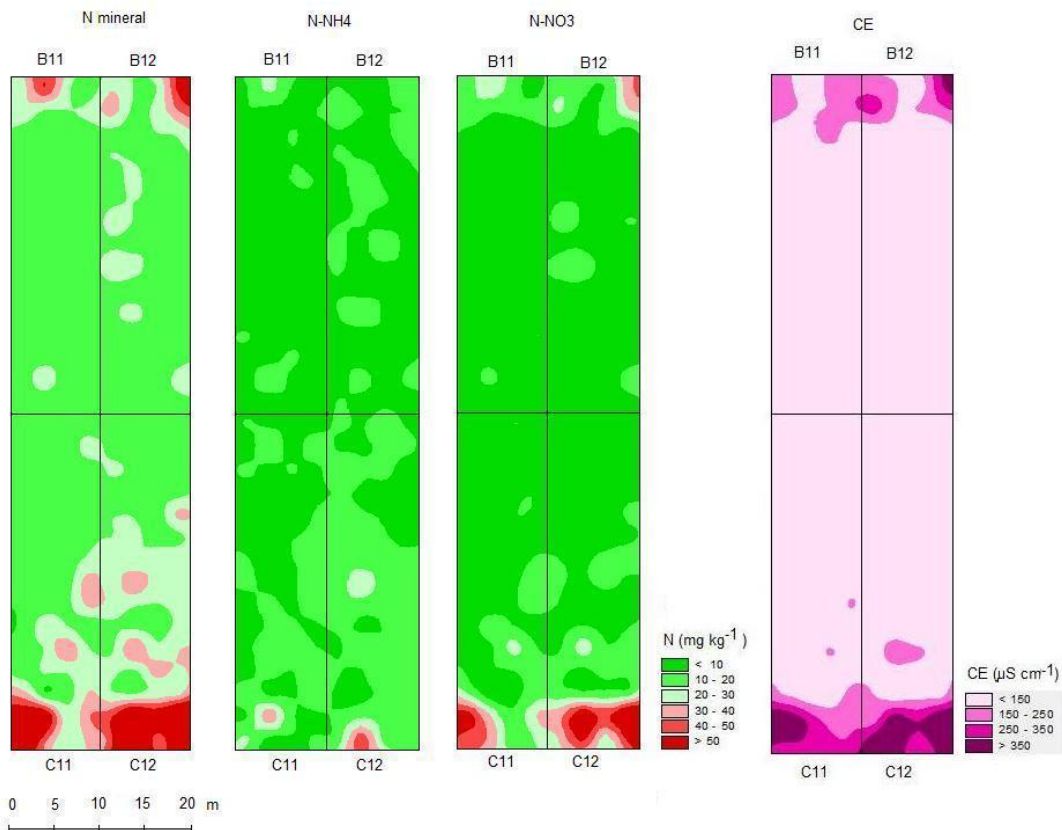 N mineral N-NH4 N-NO3 CE
B11 B12 B11 B12 B11 B12 B11 B12
N (mg kg-1)
< 10
10 - 20
20 - 30
30 - 40
40 - 50
> 50
CE (µS cm-1)
< 150
150 - 250
250 - 350
> 350
C11 C12 C11 C12 C11 C12 C11 C12
0 5 10 15 20 m